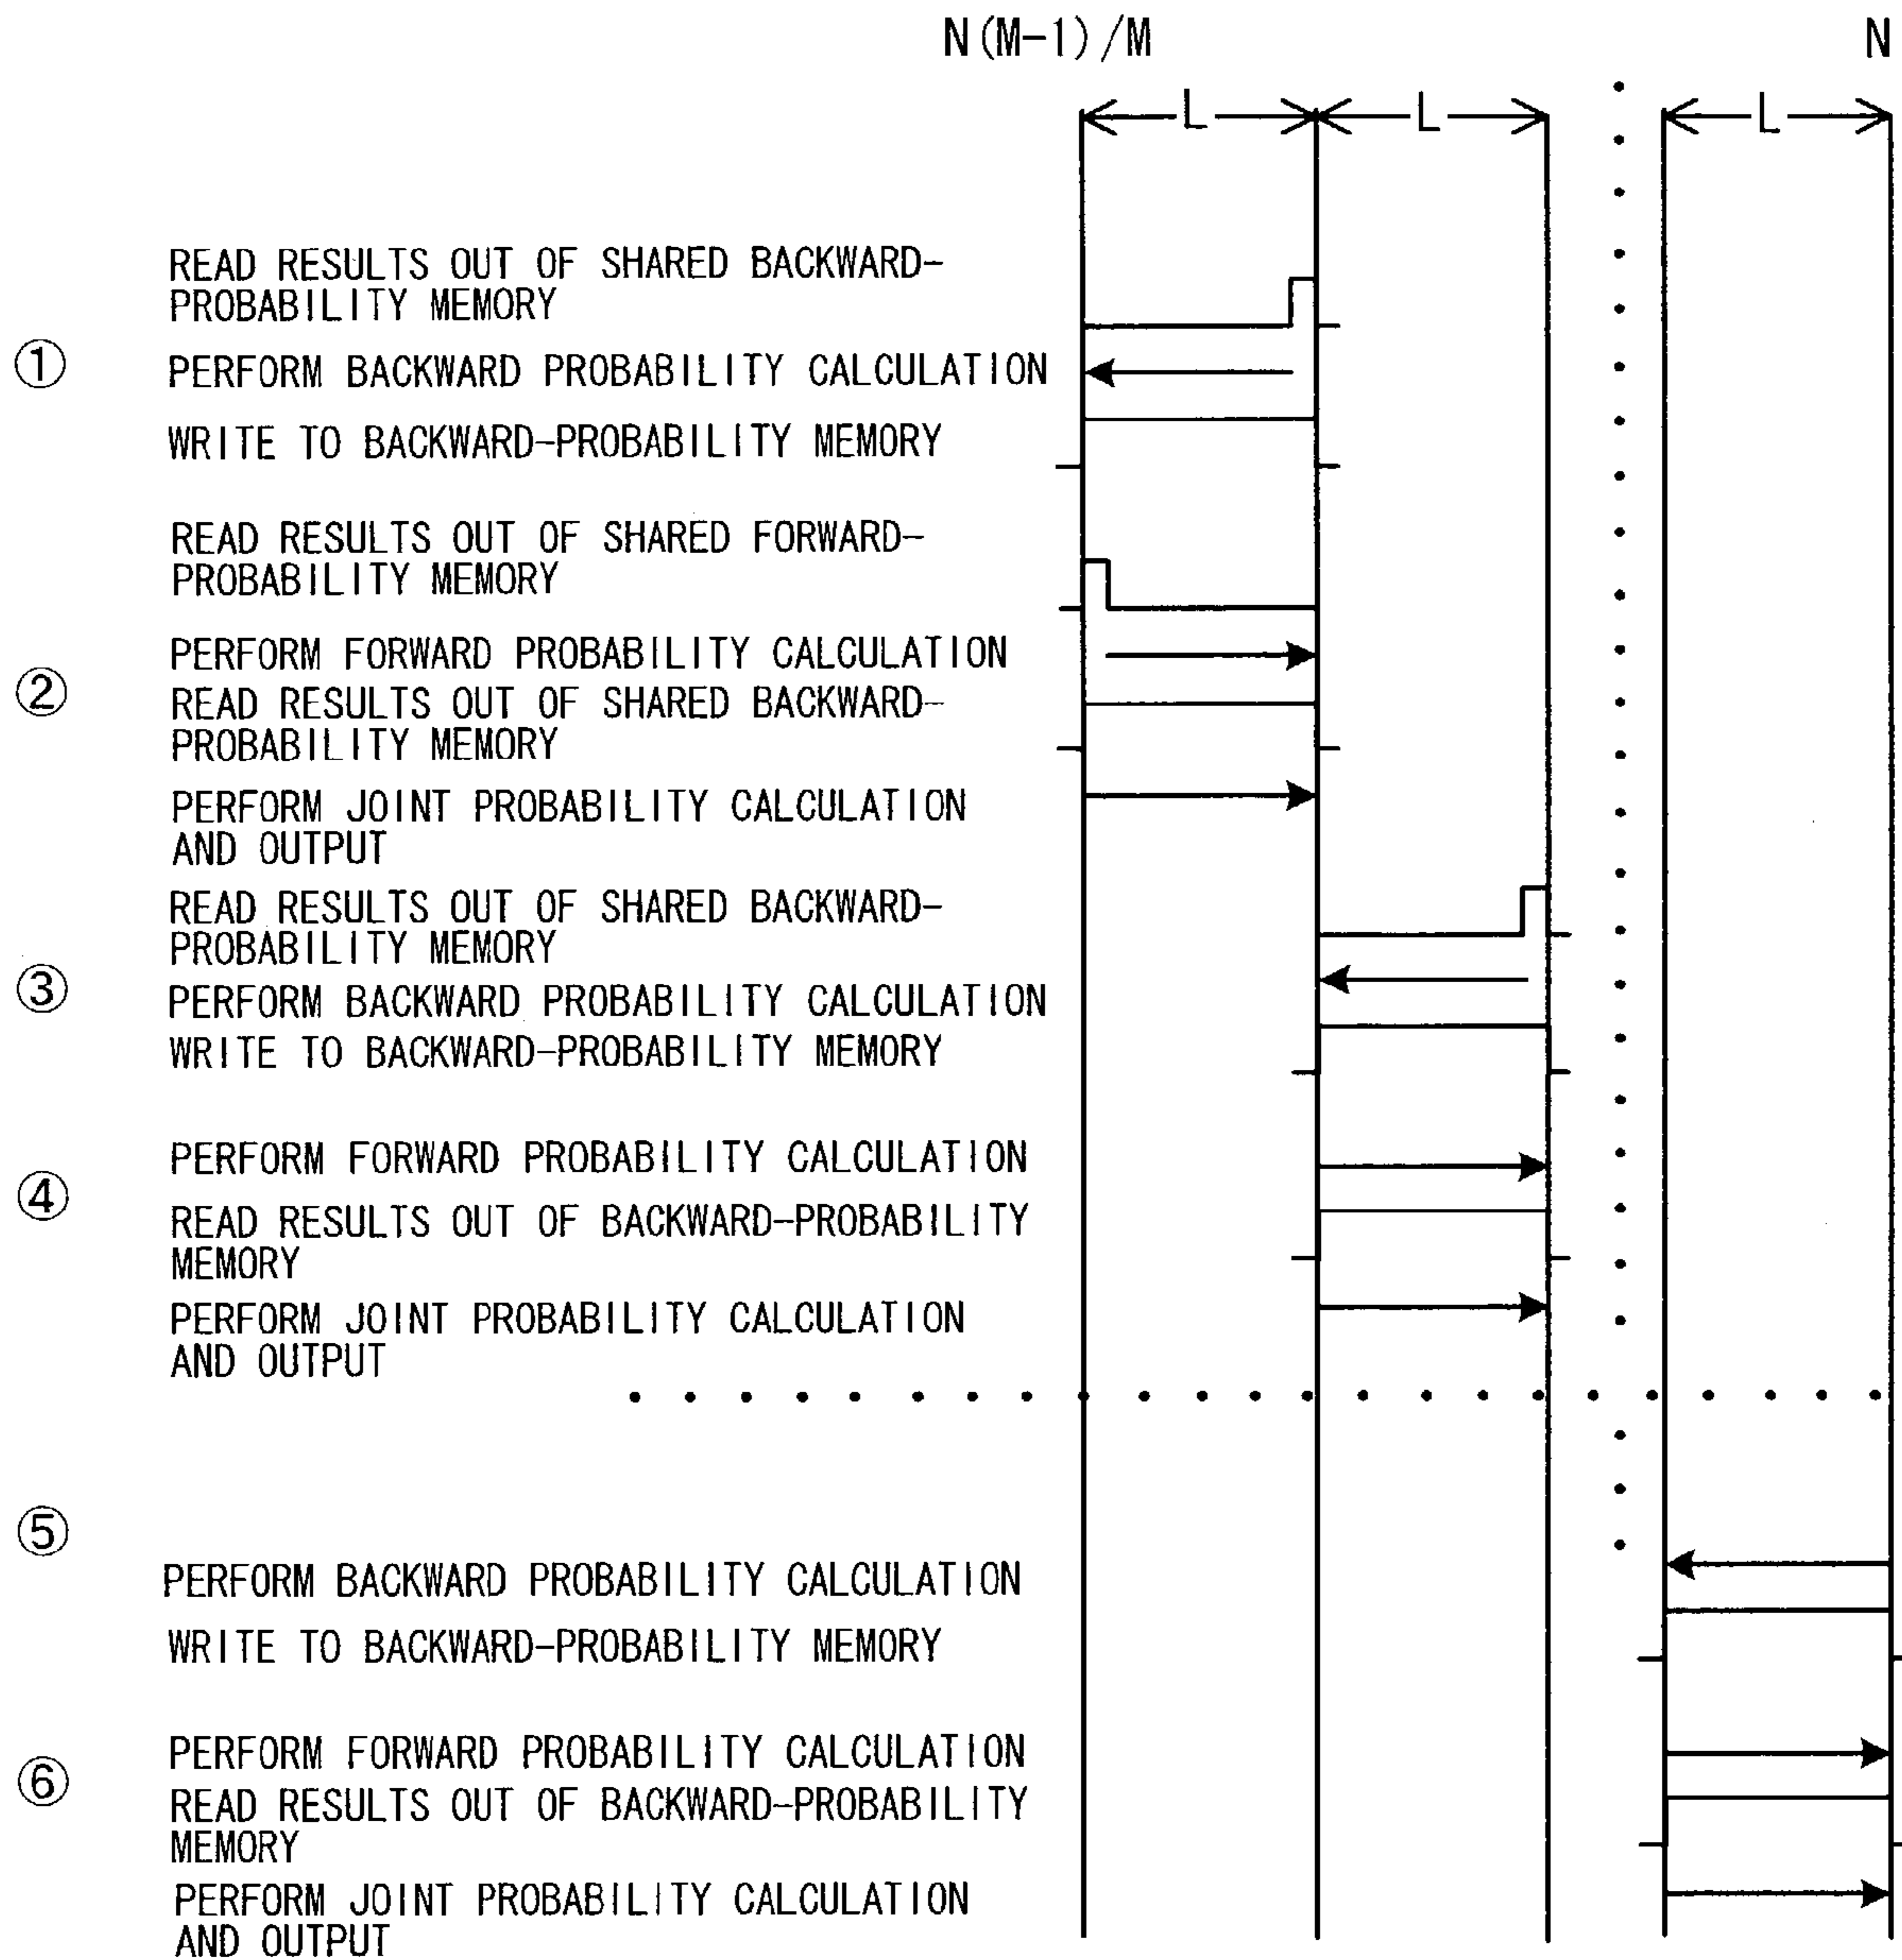 N(M-1)/M N
L L L
READ RESULTS OUT OF SHARED BACKWARD-
PROBABILITY MEMORY
① PERFORM BACKWARD PROBABILITY CALCULATION
WRITE TO BACKWARD-PROBABILITY MEMORY
READ RESULTS OUT OF SHARED FORWARD-
PROBABILITY MEMORY
PERFORM FORWARD PROBABILITY CALCULATION
② READ RESULTS OUT OF SHARED BACKWARD-
PROBABILITY MEMORY
PERFORM JOINT PROBABILITY CALCULATION
AND OUTPUT
READ RESULTS OUT OF SHARED BACKWARD-
PROBABILITY MEMORY
③ PERFORM BACKWARD PROBABILITY CALCULATION
WRITE TO BACKWARD-PROBABILITY MEMORY
PERFORM FORWARD PROBABILITY CALCULATION
④ READ RESULTS OUT OF BACKWARD-PROBABILITY
MEMORY
PERFORM JOINT PROBABILITY CALCULATION
AND OUTPUT
⑤
PERFORM BACKWARD PROBABILITY CALCULATION
WRITE TO BACKWARD-PROBABILITY MEMORY
PERFORM FORWARD PROBABILITY CALCULATION
⑥ READ RESULTS OUT OF BACKWARD-PROBABILITY
MEMORY
PERFORM JOINT PROBABILITY CALCULATION
AND OUTPUT